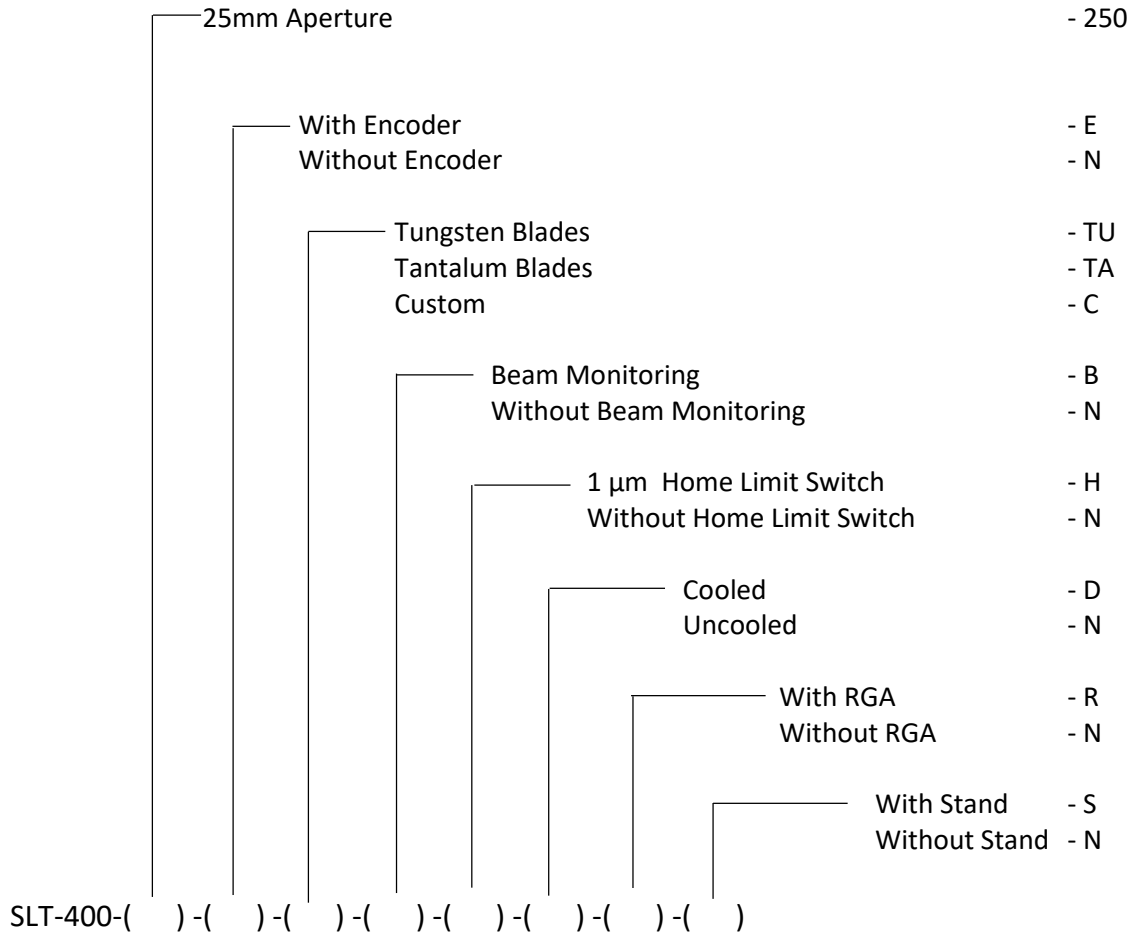 25mm Aperture - 250
With Encoder - E
Without Encoder - N
Tungsten Blades - TU
Tantalum Blades - TA
Custom - C
Beam Monitoring - B
Without Beam Monitoring - N
1 µm  Home Limit Switch - H
Without Home Limit Switch - N
Cooled - D
Uncooled - N
With RGA - R
Without RGA - N
With Stand - S
Without Stand - N
SLT-400-( ) -( ) -( ) -( ) -( ) -( ) -( ) -( )